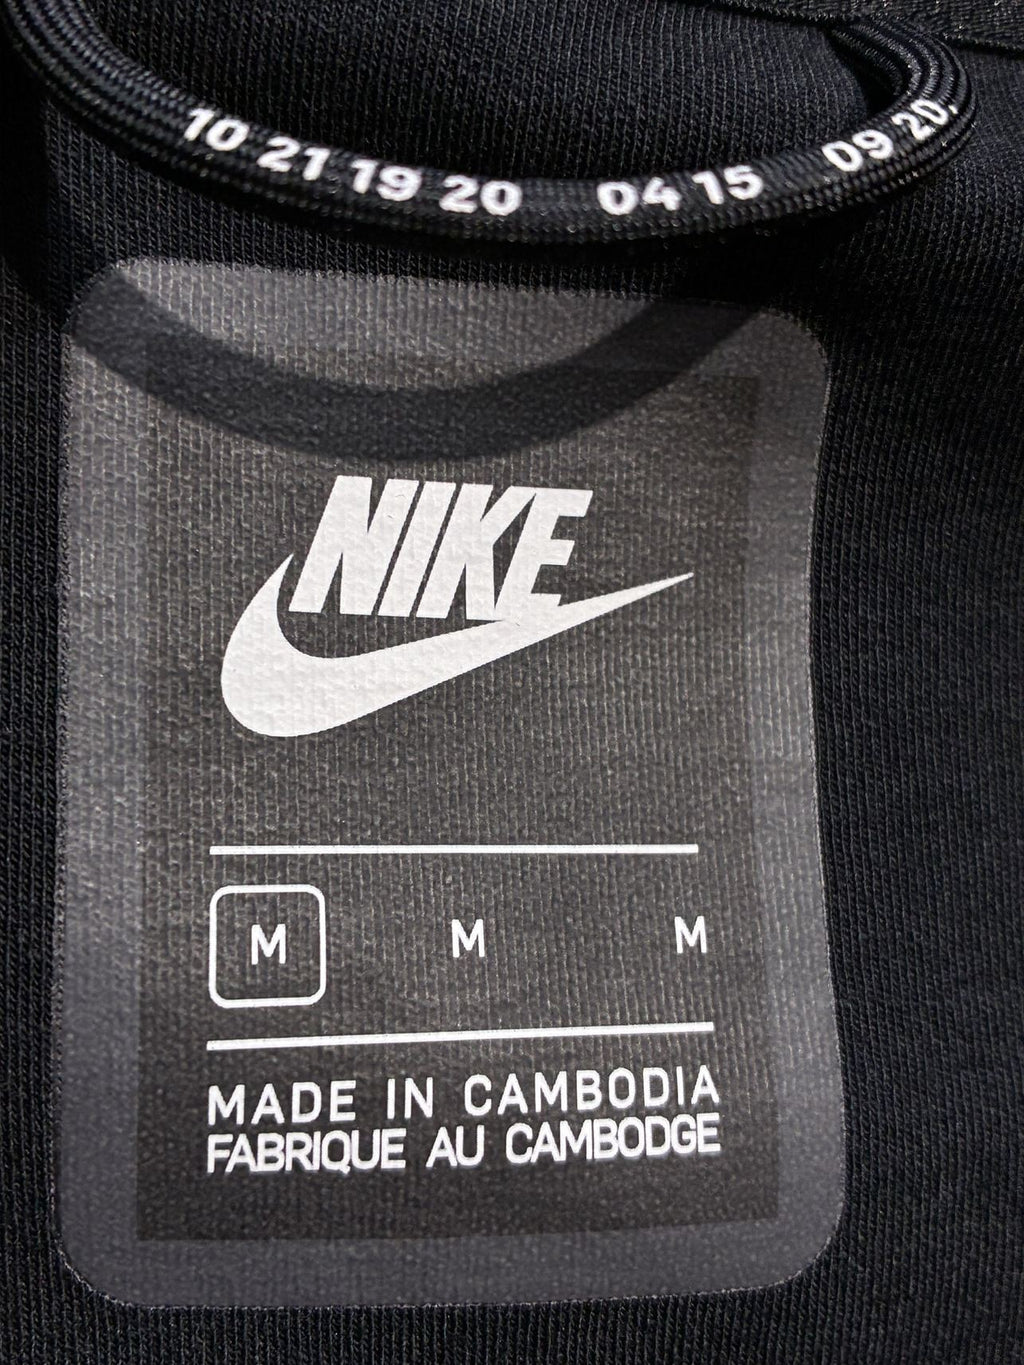 10 21 19 20 04 15 09 20
NIKE
M M M
MADE IN CAMBODIA
FABRIQUE AU CAMBODGE